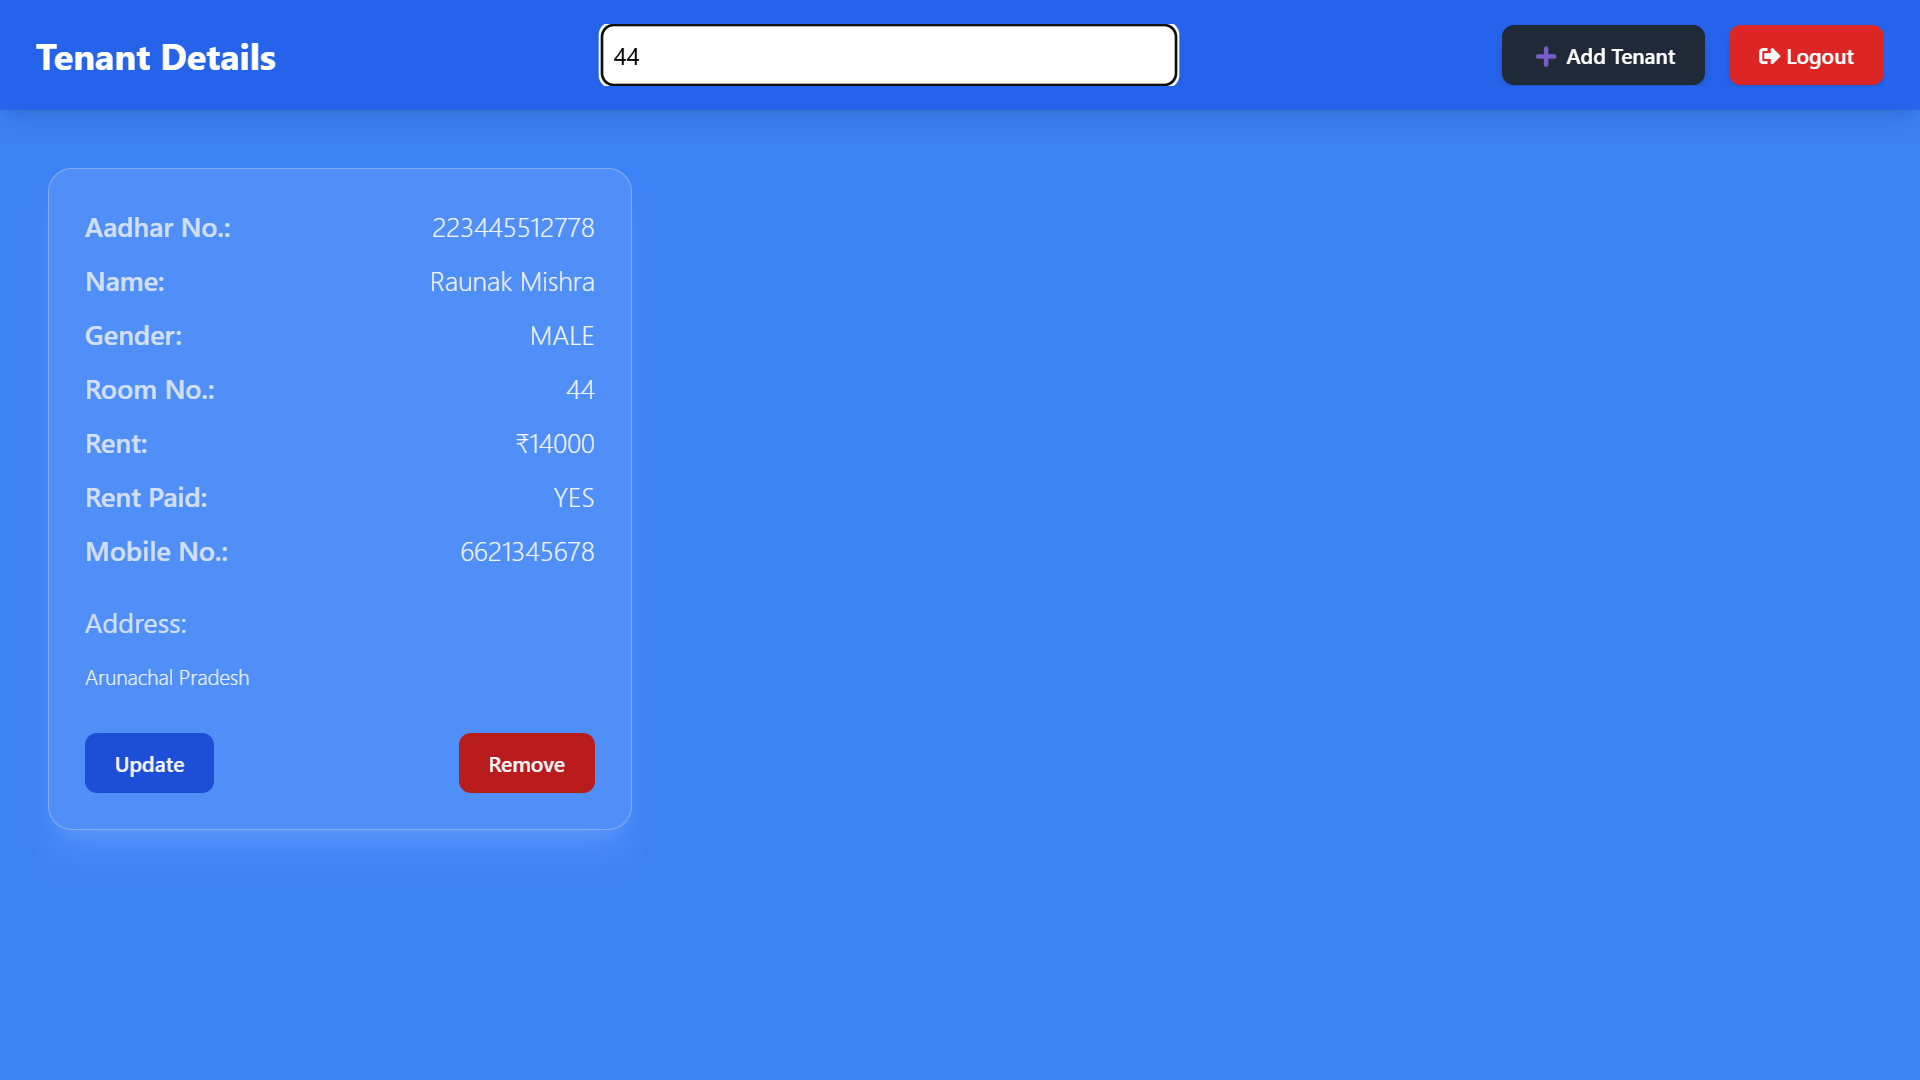 Tenant Details
44
Add Tenant
Logout
Aadhar No.: 223445512778
Name: Raunak Mishra
Gender: MALE
Room No.: 44
Rent: ₹14000
Rent Paid: YES
Mobile No.: 6621345678
Address:
Arunachal Pradesh
Update
Remove